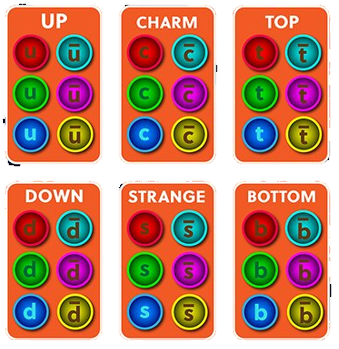 UP
u ū
u ū
u ū
CHARM
c c̄
c c̄
c c̄
TOP
t t̄
t t̄
t t̄
DOWN
d d̄
d d̄
d d̄
STRANGE
s s̄
s s̄
s s̄
BOTTOM
b b̄
b b̄
b b̄